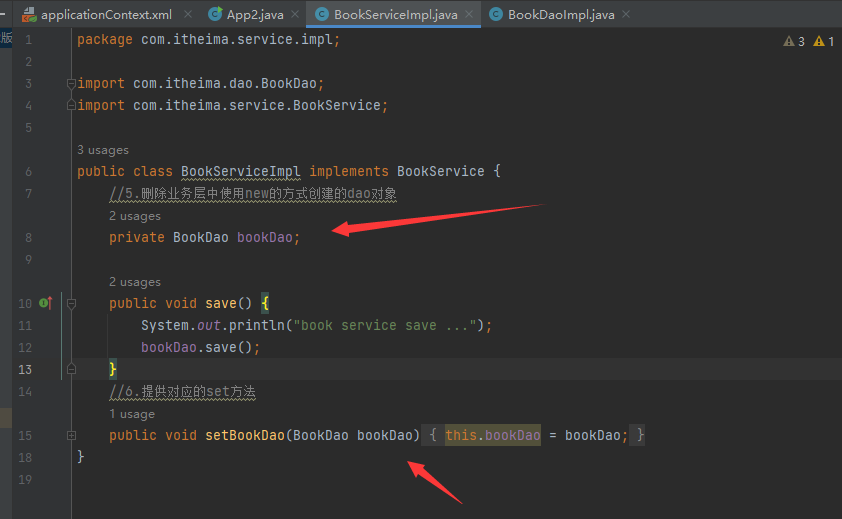 版
applicationContext.xml App2.java BookServiceImpl.java BookDaoImpl.java
1 package com.itheima.service.impl; 3 1
2
3 import com.itheima.dao.BookDao;
4 import com.itheima.service.BookService;
5
3 usages
6 public class BookServiceImpl implements BookService {
7 //5.删除业务层中使用new的方式创建的dao对象
2 usages
8 private BookDao bookDao;
9
2 usages
10 public void save() {
11 System.out.println("book service save ...");
12 bookDao.save();
13 }
14 //6.提供对应的set方法
1 usage
15 public void setBookDao(BookDao bookDao) { this.bookDao = bookDao; }
18 }
19